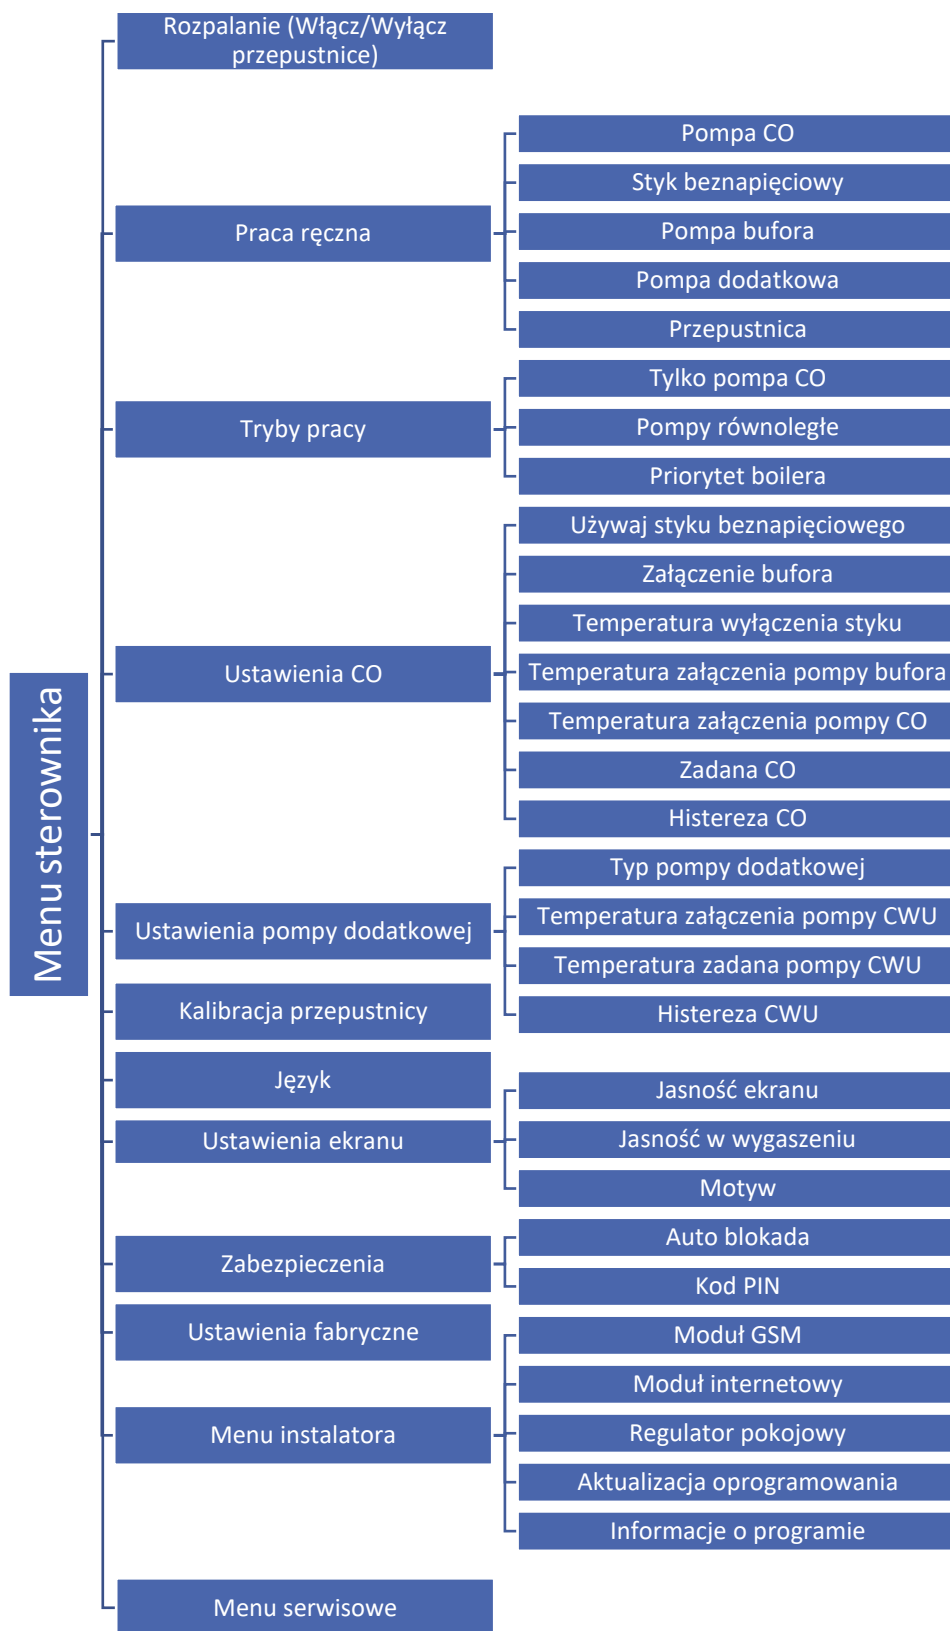 Menu sterownika
Rozpalanie (Włącz/Wyłącz
przepustnice)
Praca ręczna
Pompa CO
Styk beznapięciowy
Pompa bufora
Pompa dodatkowa
Przepustnica
Tryby pracy
Tylko pompa CO
Pompy równoległe
Priorytet boilera
Ustawienia CO
Używaj styku beznapięciowego
Załączenie bufora
Temperatura wyłączenia styku
Temperatura załączenia pompy bufora
Temperatura załączenia pompy CO
Zadana CO
Histereza CO
Ustawienia pompy dodatkowej
Typ pompy dodatkowej
Temperatura załączenia pompy CWU
Temperatura zadana pompy CWU
Histereza CWU
Kalibracja przepustnicy
Język
Ustawienia ekranu
Jasność ekranu
Jasność w wygaszeniu
Motyw
Zabezpieczenia
Auto blokada
Kod PIN
Ustawienia fabryczne
Menu instalatora
Moduł GSM
Moduł internetowy
Regulator pokojowy
Aktualizacja oprogramowania
Informacje o programie
Menu serwisowe